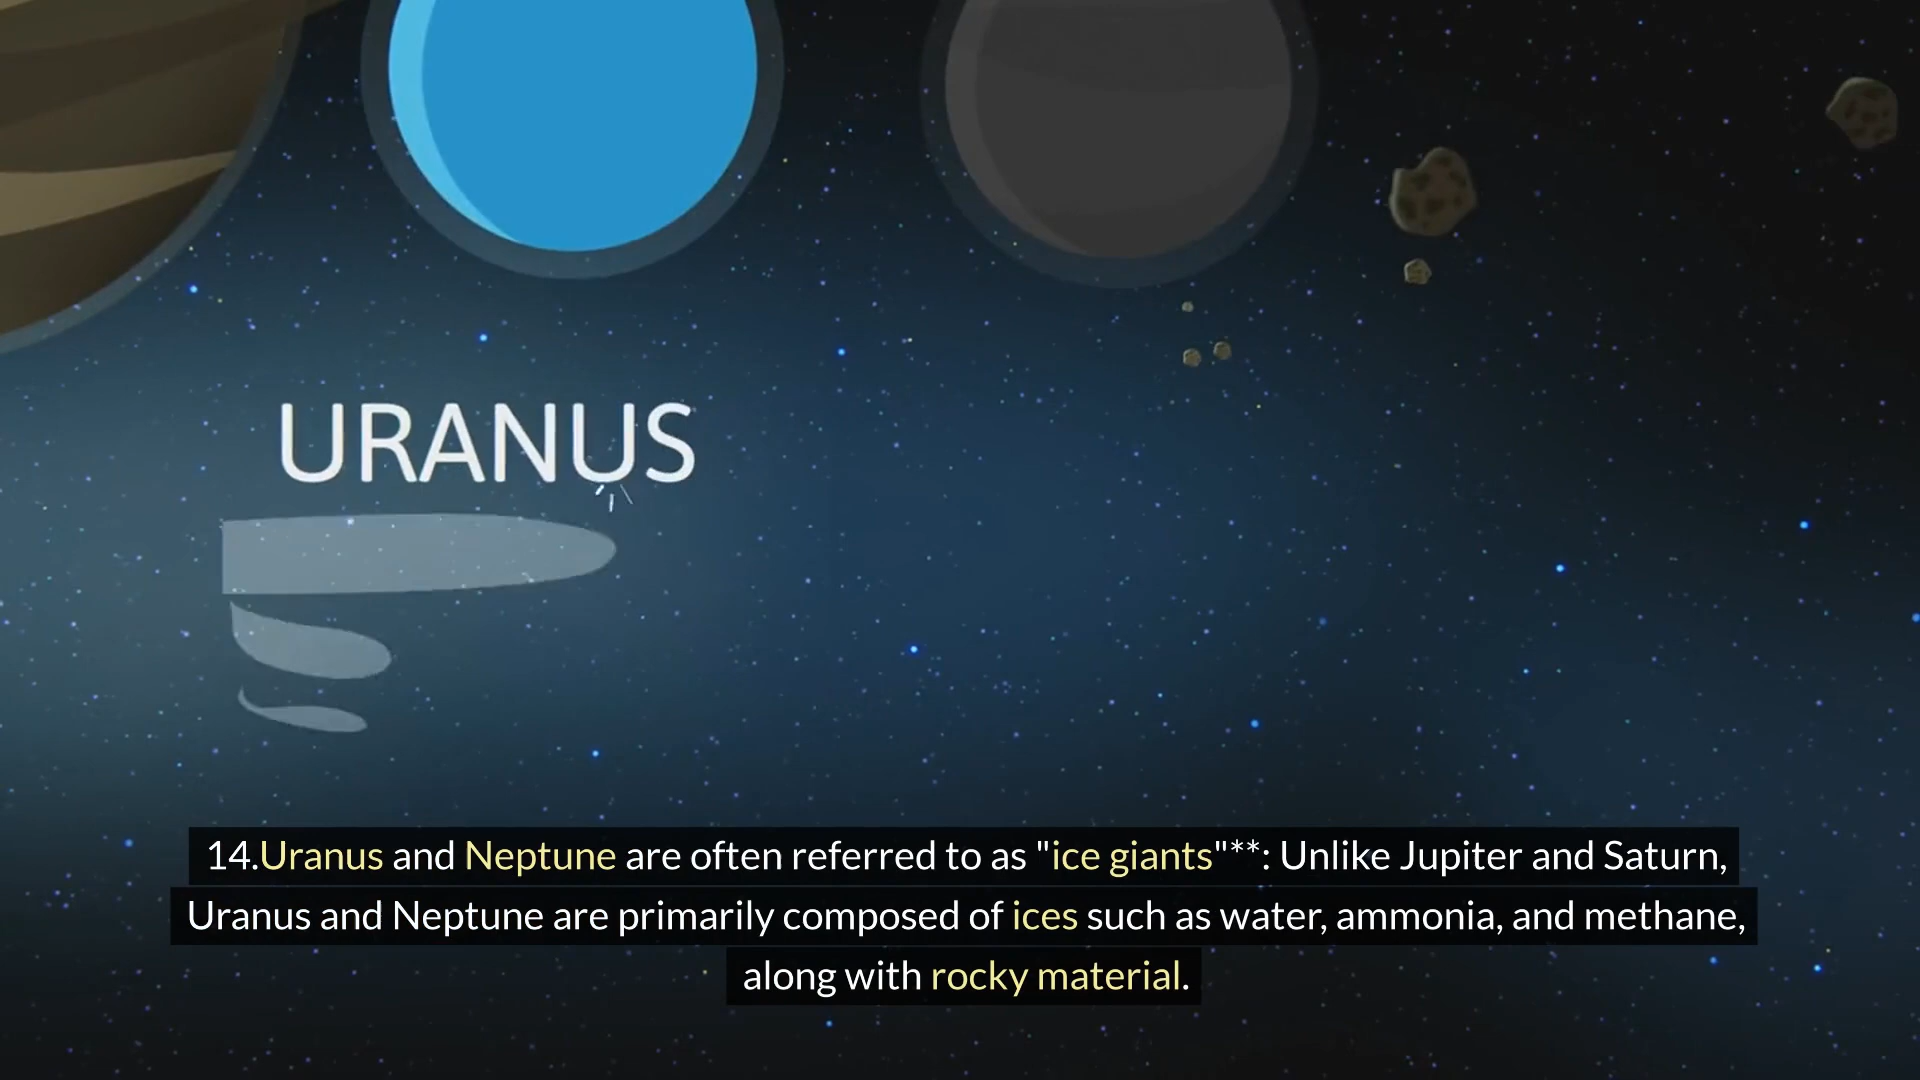 URANUS
14.Uranus and Neptune are often referred to as "ice giants"**: Unlike Jupiter and Saturn,
Uranus and Neptune are primarily composed of ices such as water, ammonia, and methane,
along with rocky material.